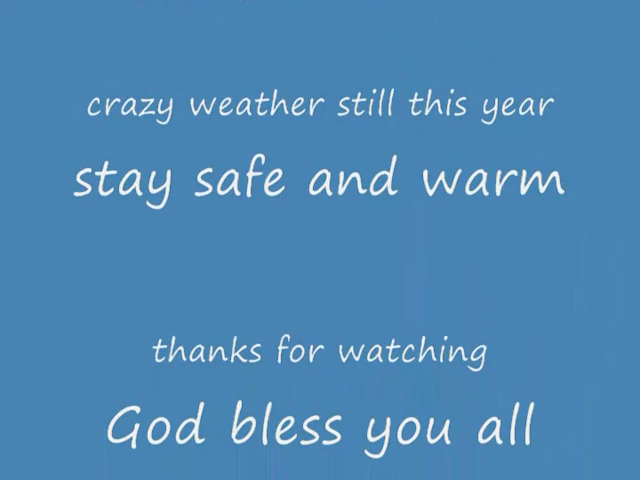 crazy weather still this year
stay safe and warm
thanks for watching
God bless you all